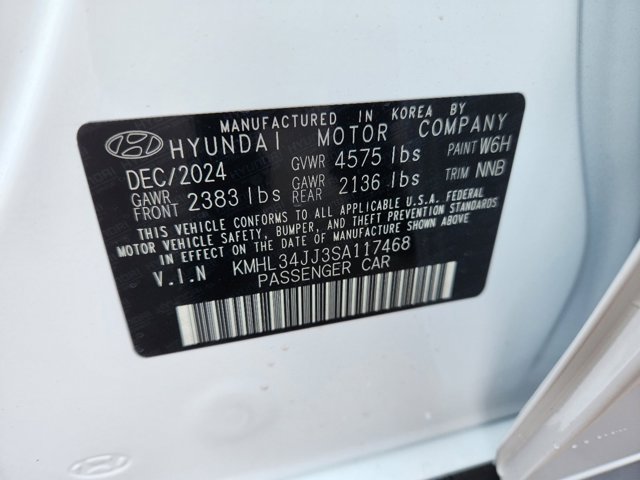 MANUFACTURED IN KOREA BY
HYUNDAI MOTOR COMPANY
DEC/2024 GVWR 4575 lbs PAINT W6H
GAWR FRONT 2383 lbs GAWR REAR 2136 lbs TRIM NNB
THIS VEHICLE CONFORMS TO ALL APPLICABLE U.S.A. FEDERAL
MOTOR VEHICLE SAFETY, BUMPER, AND THEFT PREVENTION STANDARDS
IN EFFECT ON THE DATE OF MANUFACTURE SHOWN ABOVE
V.I.N KMHL34JJ3SA117468
PASSENGER CAR